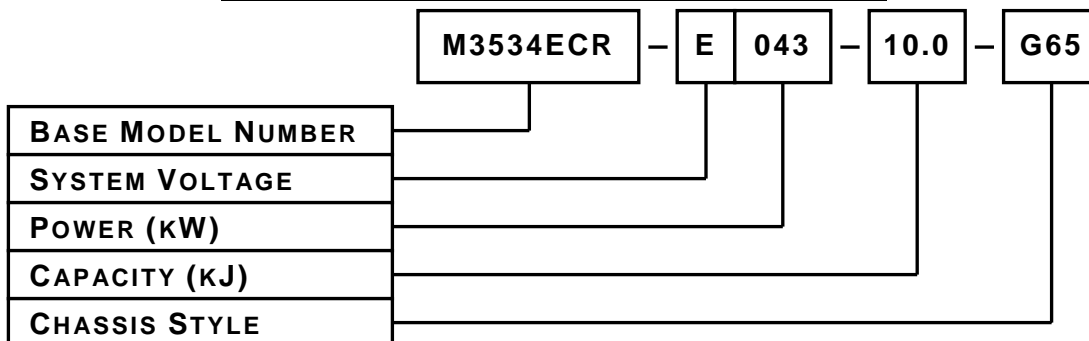 M3534ECR – E 043 – 10.0 – G65
BASE MODEL NUMBER
SYSTEM VOLTAGE
POWER (KW)
CAPACITY (KJ)
CHASSIS STYLE